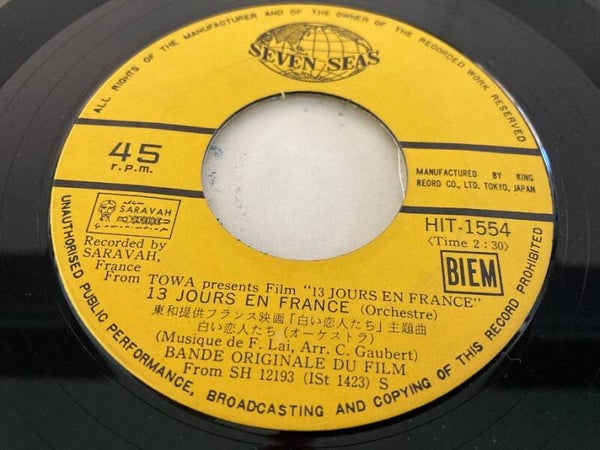 ALL RIGHTS OF THE MANUFACTURER AND OF THE OWNER OF THE RECORDED WORK RESERVED
SEVEN SEAS
45
r.p.m.
MANUFACTURED BY KING
REORD CO., LTD. TOKYO, JAPAN
SARAVAH
HIT-1554
(Time 2:30)
BIEM
Recorded by
SARAVAH,
France
From TOWA presents Film "13 JOURS EN FRANCE"
13 JOURS EN FRANCE (Orchestre)
東和提供フランス映画「白い恋人たち」主題曲
白い恋人たち (オーケストラ)
(Musique de F. Lai, Arr. C. Gaubert)
BANDE ORIGINALE DU FILM
From SH 12193 (ISt 1423) S
UNAUTHORISED PUBLIC PERFORMANCE, BROADCASTING AND COPYING OF THIS RECORD PROHIBITED